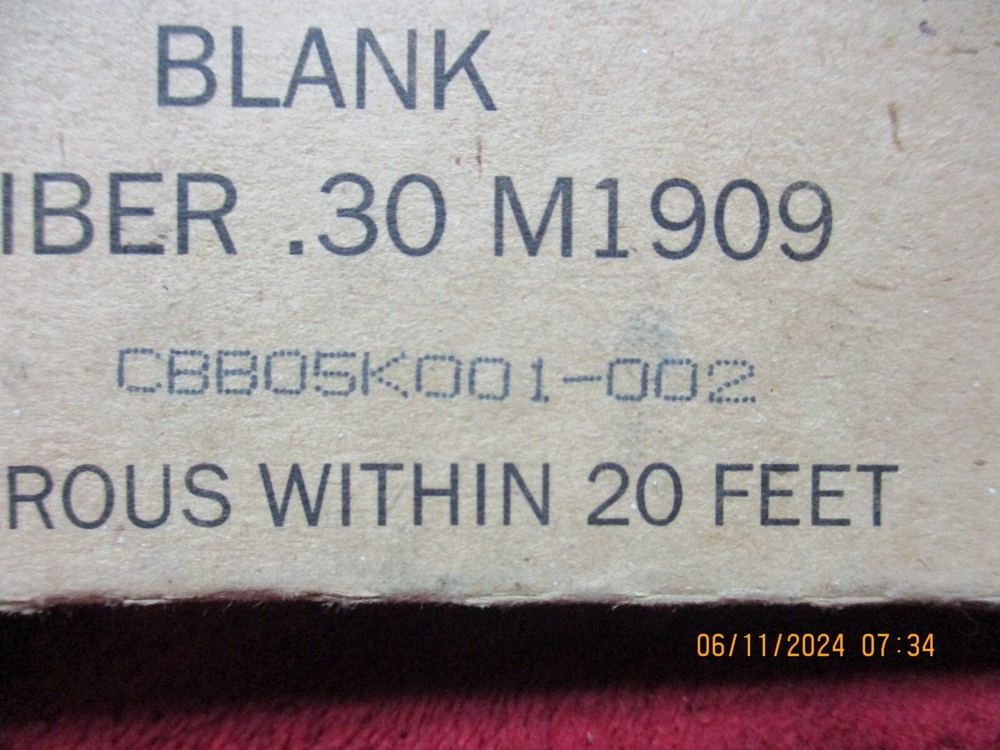 BLANK
IBER .30 M1909
CBB05K001-002
ROUS WITHIN 20 FEET
06/11/2024 07:34